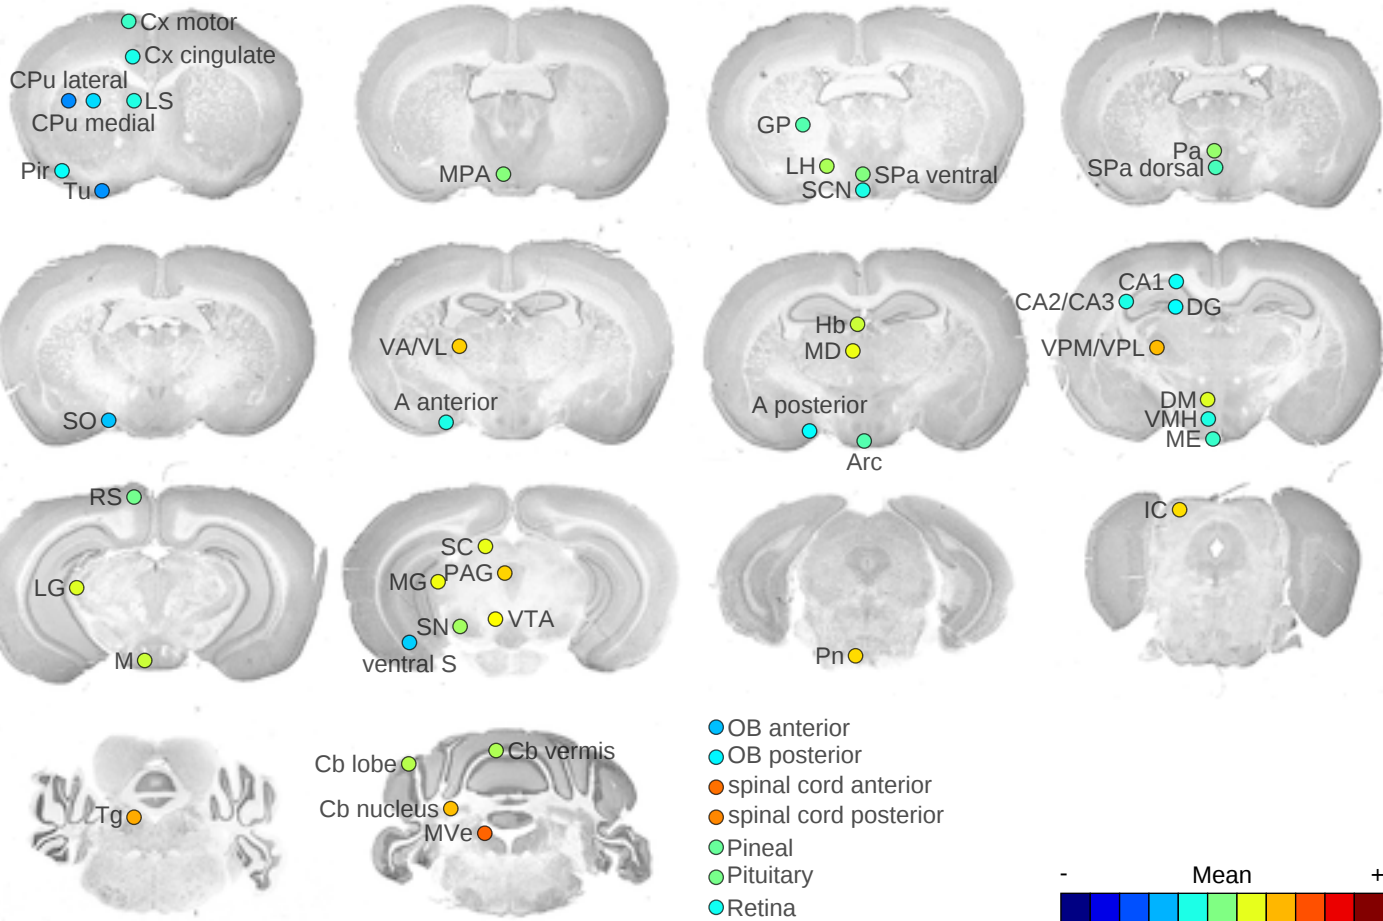 Cx motor
Cx cingulate
CPu lateral
LS
CPu medial
Pir
Tu
MPA
GP
LH
SPa ventral
SCN
Pa
SPa dorsal
SO
VA/VL
A anterior
Hb
MD
A posterior
Arc
CA1
CA2/CA3
DG
VPM/VPL
DM
VMH
ME
RS
LG
M
SC
PAG
MG
VTA
SN
ventral S
Pn
IC
Tg
Cb vermis
Cb lobe
Cb nucleus
MVe
OB anterior
OB posterior
spinal cord anterior
spinal cord posterior
Pineal
Pituitary
Retina
- Mean +